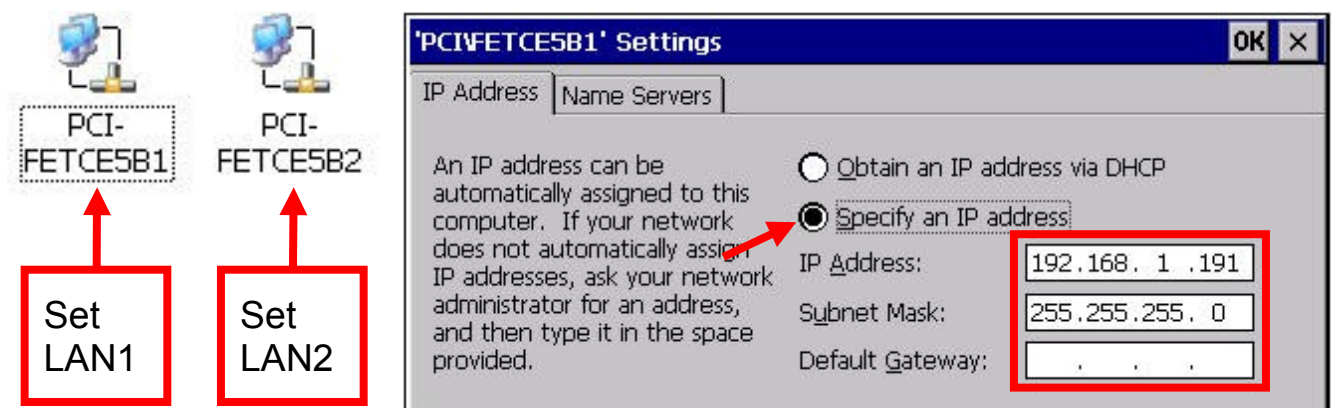 PCI-
FETCE5B1
PCI-
FETCE5B2
Set
LAN1
Set
LAN2
'PCI\FETCE5B1' Settings
OK ×
IP Address
Name Servers
An IP address can be
automatically assigned to this
computer. If your network
does not automatically assign
IP addresses, ask your network
administrator for an address,
and then type it in the space
provided.
Obtain an IP address via DHCP
Specify an IP address
IP Address: 192.168. 1 .191
Subnet Mask: 255.255.255. 0
Default Gateway: . . .